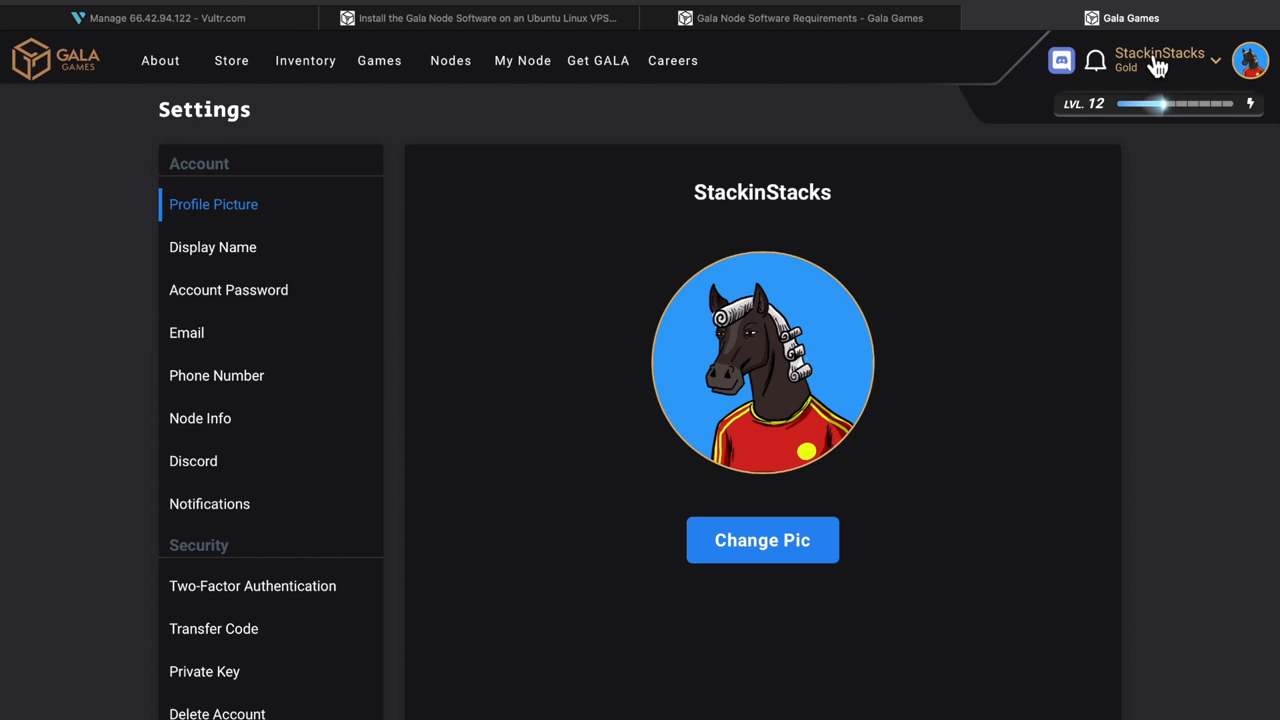 Manage 66.42.94.122 - Vultr.com
Install the Gala Node Software on an Ubuntu Linux VPS...
Gala Node Software Requirements - Gala Games
Gala Games
GALA
GAMES
About
Store
Inventory
Games
Nodes
My Node
Get GALA
Careers
StackinStacks
Gold
LVL. 12
Settings
Account
Profile Picture
Display Name
Account Password
Email
Phone Number
Node Info
Discord
Notifications
Security
Two-Factor Authentication
Transfer Code
Private Key
Delete Account
StackinStacks
Change Pic